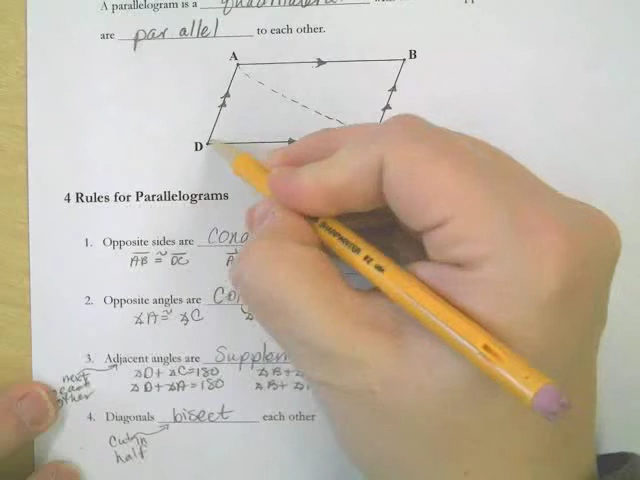 A parallelogram is a
are parallel to each other.
A
B
D
4 Rules for Parallelograms
1. Opposite sides are
AB ≅ DC
2. Opposite angles are
∠A ≅ ∠C
3. Adjacent angles are
∠D + ∠C = 180 ∠B +
∠D + ∠A = 180 ∠B +
next
each
other
4. Diagonals bisect each other
cut in
half